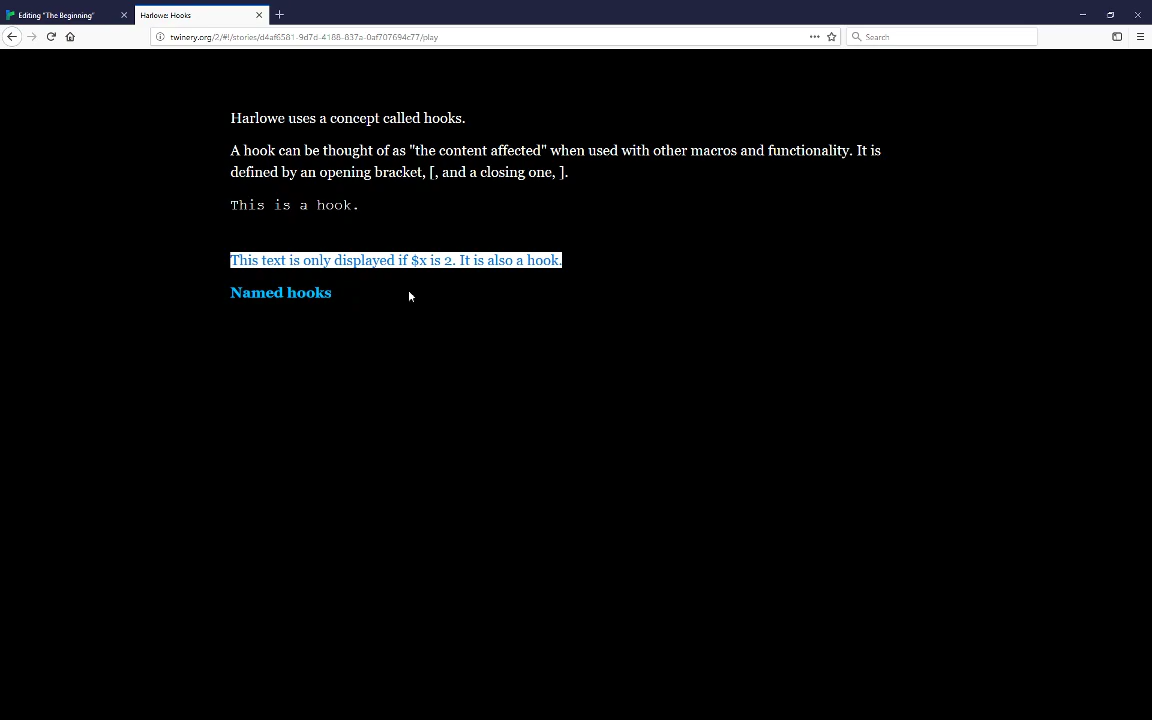 Editing "The Beginning"
Harlowe: Hooks
twinery.org/2/#!/stories/d4af6581-9d7d-4188-837a-0af707694c77/play
Search
Harlowe uses a concept called hooks.
A hook can be thought of as "the content affected" when used with other macros and functionality. It is
defined by an opening bracket, [, and a closing one, ].
This is a hook.
This text is only displayed if $x is 2. It is also a hook.
Named hooks